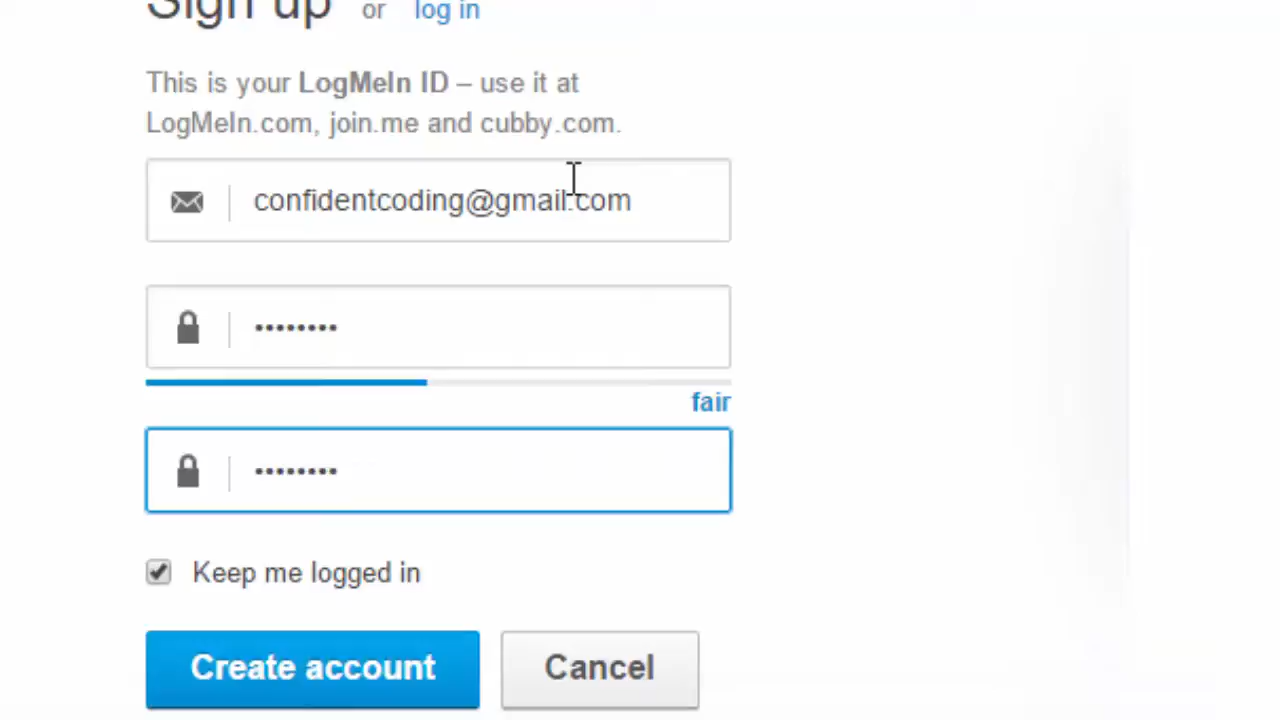 Sign up or log in
This is your LogMeIn ID – use it at
LogMeIn.com, join.me and cubby.com.
confidentcoding@gmail.com
••••••••
fair
••••••••
Keep me logged in
Create account Cancel